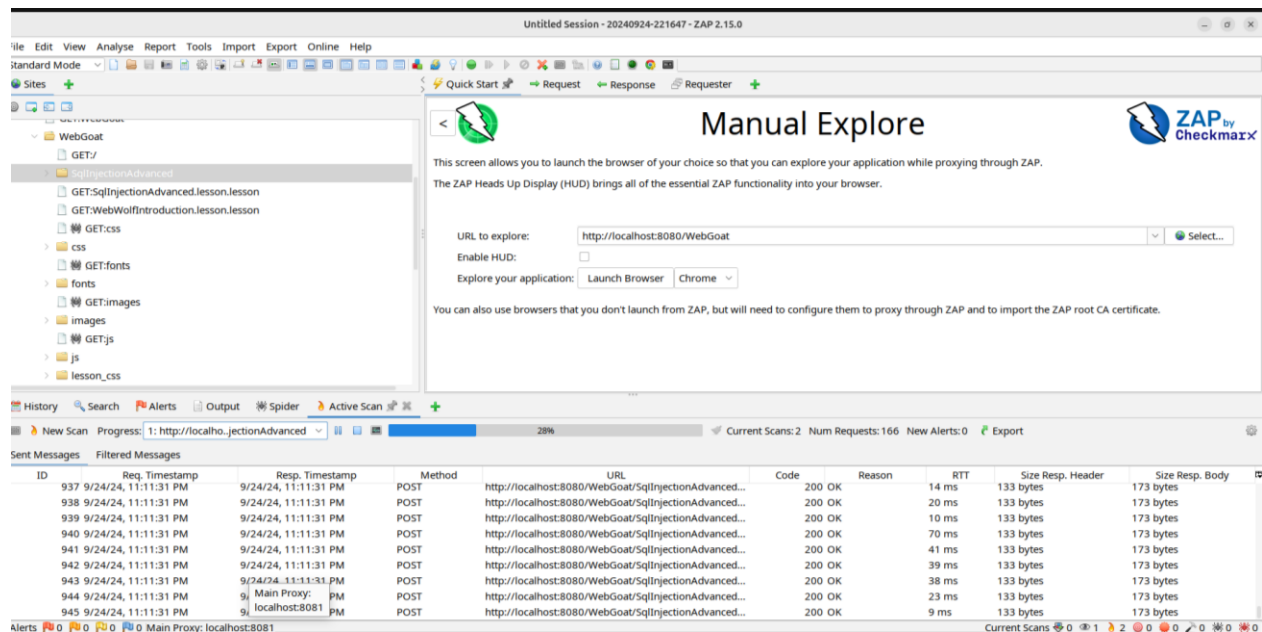 Untitled Session - 20240924-221647 - ZAP 2.15.0
File Edit View Analyse Report Tools Import Export Online Help
Standard Mode
Sites
Quick Start Request Response Requester
GET:WebGoat
WebGoat
GET:/
SqlInjectionAdvanced
GET:SqlInjectionAdvanced.lesson.lesson
GET:WebWolfIntroduction.lesson.lesson
GET:css
css
GET:fonts
fonts
GET:images
images
GET:js
js
lesson_css
<
Manual Explore
ZAP by
Checkmarx
This screen allows you to launch the browser of your choice so that you can explore your application while proxying through ZAP.
The ZAP Heads Up Display (HUD) brings all of the essential ZAP functionality into your browser.
URL to explore: http://localhost:8080/WebGoat Select...
Enable HUD:
Explore your application: Launch Browser Chrome
You can also use browsers that you don't launch from ZAP, but will need to configure them to proxy through ZAP and to import the ZAP root CA certificate.
History Search Alerts Output Spider Active Scan
New Scan Progress: 1: http://localho..jectionAdvanced 28% Current Scans: 2 Num Requests: 166 New Alerts: 0 Export
Sent Messages Filtered Messages
ID Req. Timestamp Resp. Timestamp Method URL Code Reason RTT Size Resp. Header Size Resp. Body
937 9/24/24, 11:11:31 PM 9/24/24, 11:11:31 PM POST http://localhost:8080/WebGoat/SqlInjectionAdvanced... 200 OK 14 ms 133 bytes 173 bytes
938 9/24/24, 11:11:31 PM 9/24/24, 11:11:31 PM POST http://localhost:8080/WebGoat/SqlInjectionAdvanced... 200 OK 20 ms 133 bytes 173 bytes
939 9/24/24, 11:11:31 PM 9/24/24, 11:11:31 PM POST http://localhost:8080/WebGoat/SqlInjectionAdvanced... 200 OK 10 ms 133 bytes 173 bytes
940 9/24/24, 11:11:31 PM 9/24/24, 11:11:31 PM POST http://localhost:8080/WebGoat/SqlInjectionAdvanced... 200 OK 70 ms 133 bytes 173 bytes
941 9/24/24, 11:11:31 PM 9/24/24, 11:11:31 PM POST http://localhost:8080/WebGoat/SqlInjectionAdvanced... 200 OK 41 ms 133 bytes 173 bytes
942 9/24/24, 11:11:31 PM 9/24/24, 11:11:31 PM POST http://localhost:8080/WebGoat/SqlInjectionAdvanced... 200 OK 39 ms 133 bytes 173 bytes
943 9/24/24, 11:11:31 PM 9/24/24, 11:11:31 PM POST http://localhost:8080/WebGoat/SqlInjectionAdvanced... 200 OK 38 ms 133 bytes 173 bytes
944 9/24/24, 11:11:31 PM 9/ PM POST http://localhost:8080/WebGoat/SqlInjectionAdvanced... 200 OK 23 ms 133 bytes 173 bytes
945 9/24/24, 11:11:31 PM 9/ PM POST http://localhost:8080/WebGoat/SqlInjectionAdvanced... 200 OK 9 ms 133 bytes 173 bytes
Main Proxy:
localhost:8081
Alerts 0 0 0 0 Main Proxy: localhost:8081 Current Scans 0 1 2 0 0 0 0 0